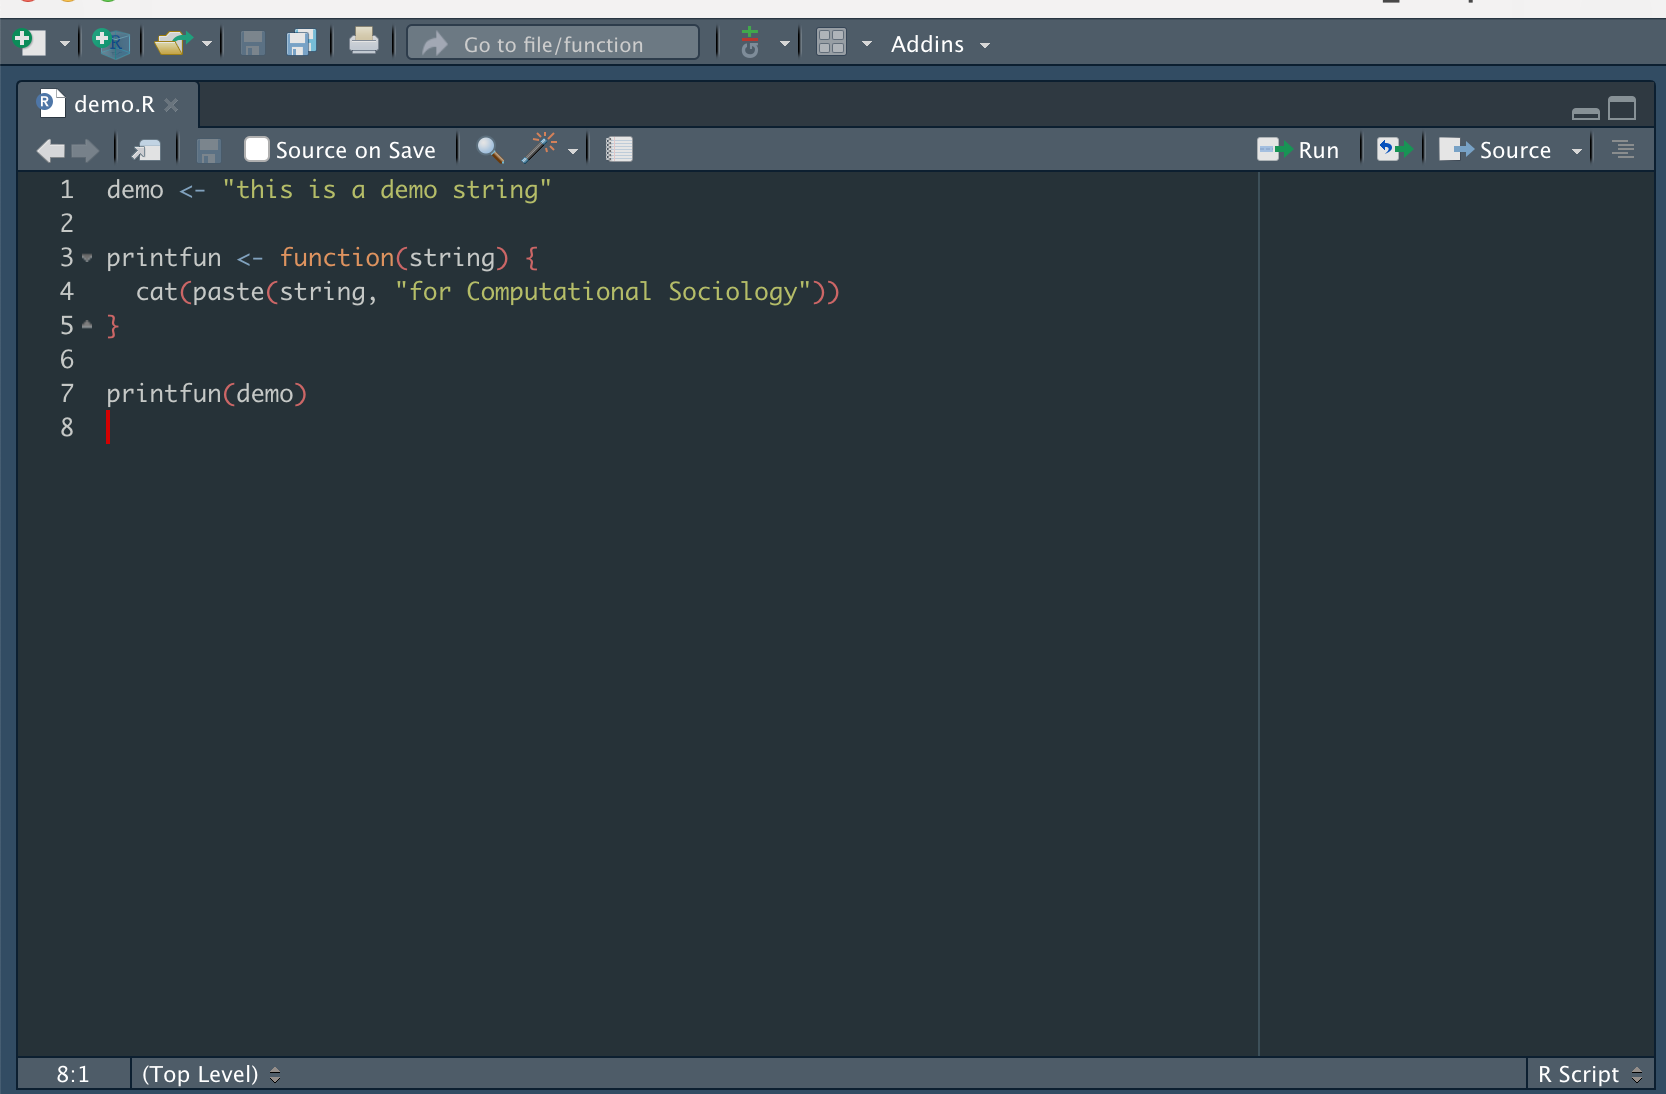 Go to file/function
Addins
demo.R
Source on Save
Run
Source
1 demo <- "this is a demo string"
2
3 printfun <- function(string) {
4   cat(paste(string, "for Computational Sociology"))
5 }
6
7 printfun(demo)
8
8:1 (Top Level) R Script